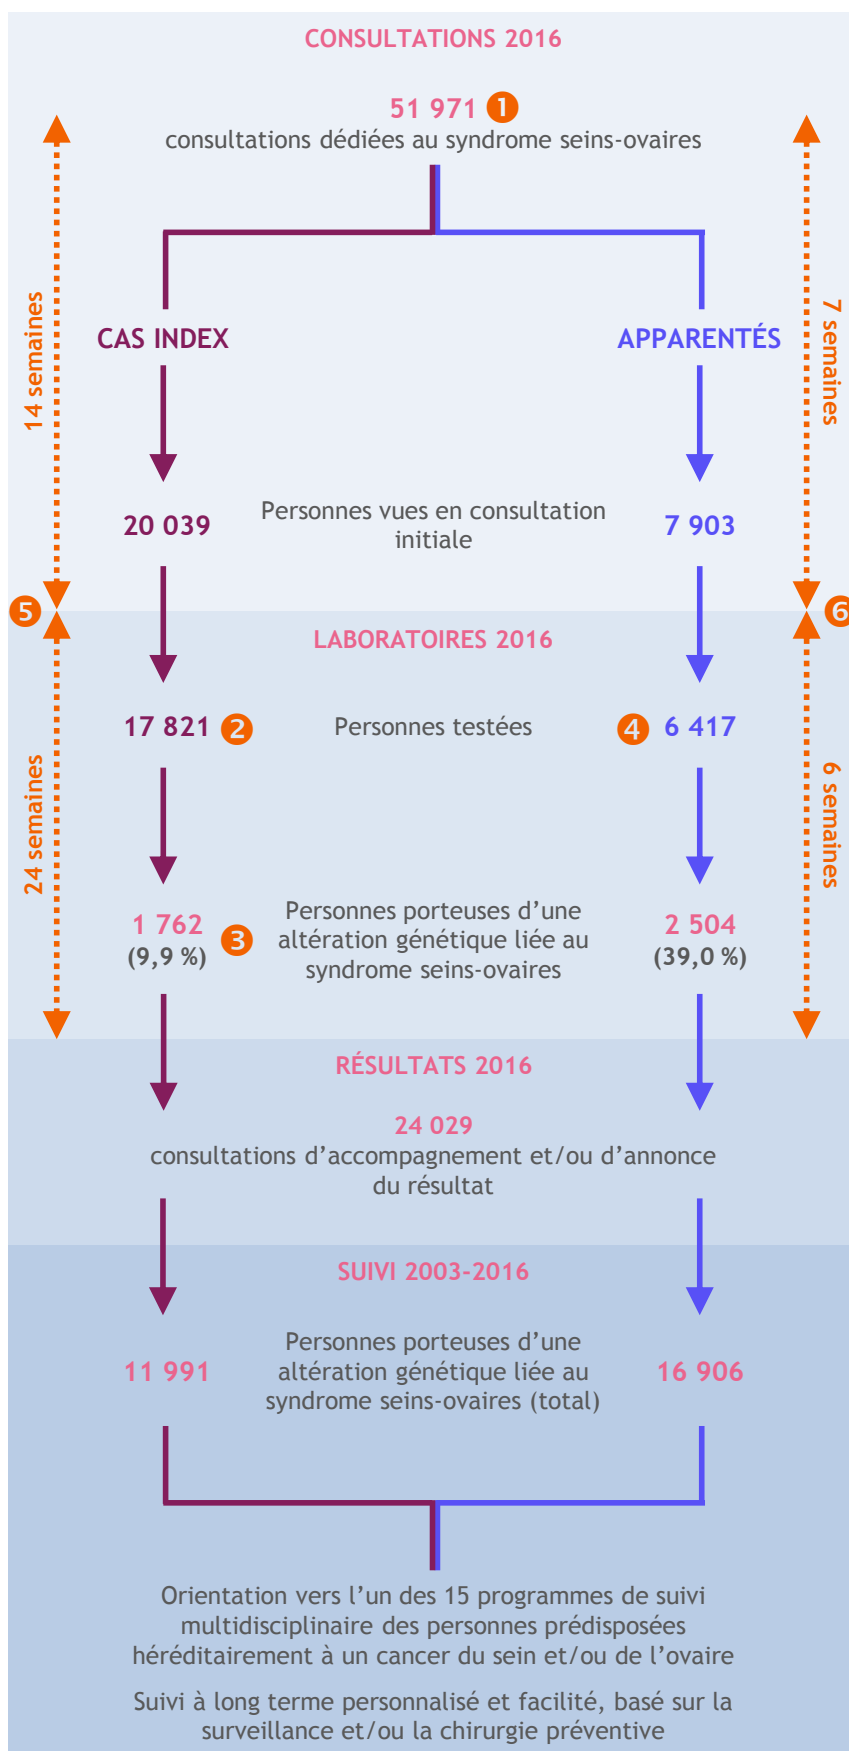 CONSULTATIONS 2016
51 971 1
consultations dédiées au syndrome seins-ovaires
14 semaines
7 semaines
CAS INDEX
APPARENTÉS
20 039
Personnes vues en consultation
initiale
7 903
5
6
LABORATOIRES 2016
17 821 2
Personnes testées
4 6 417
24 semaines
6 semaines
1 762
(9,9 %)
3
Personnes porteuses d’une
altération génétique liée au
syndrome seins-ovaires
2 504
(39,0 %)
RÉSULTATS 2016
24 029
consultations d’accompagnement et/ou d’annonce
du résultat
SUIVI 2003-2016
11 991
Personnes porteuses d’une
altération génétique liée au
syndrome seins-ovaires (total)
16 906
Orientation vers l’un des 15 programmes de suivi
multidisciplinaire des personnes prédisposées
héréditairement à un cancer du sein et/ou de l’ovaire
Suivi à long terme personnalisé et facilité, basé sur la
surveillance et/ou la chirurgie préventive